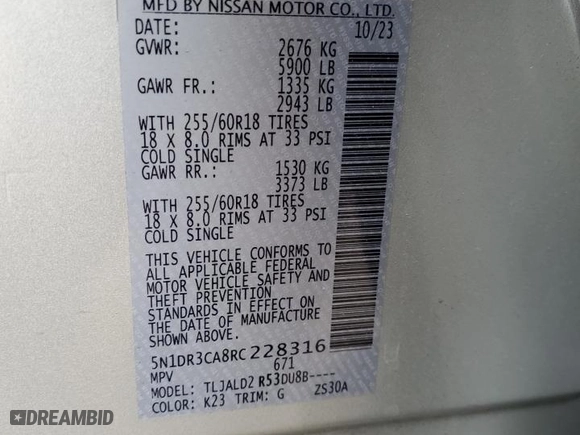 MFD BY NISSAN MOTOR CO., LTD.
DATE: 10/23
GVWR: 2676 KG
5900 LB
GAWR FR.: 1335 KG
2943 LB
WITH 255/60R18 TIRES
18 X 8.0 RIMS AT 33 PSI
COLD SINGLE
GAWR RR.: 1530 KG
3373 LB
WITH 255/60R18 TIRES
18 X 8.0 RIMS AT 33 PSI
COLD SINGLE
THIS VEHICLE CONFORMS TO
ALL APPLICABLE FEDERAL
MOTOR VEHICLE SAFETY AND
THEFT PREVENTION
STANDARDS IN EFFECT ON
THE DATE OF MANUFACTURE
SHOWN ABOVE.
5N1DR3CA8RC228316
MPV 671
MODEL: TLJALD2 R53DU8B----
COLOR: K23 TRIM: G ZS30A
DREAMBID